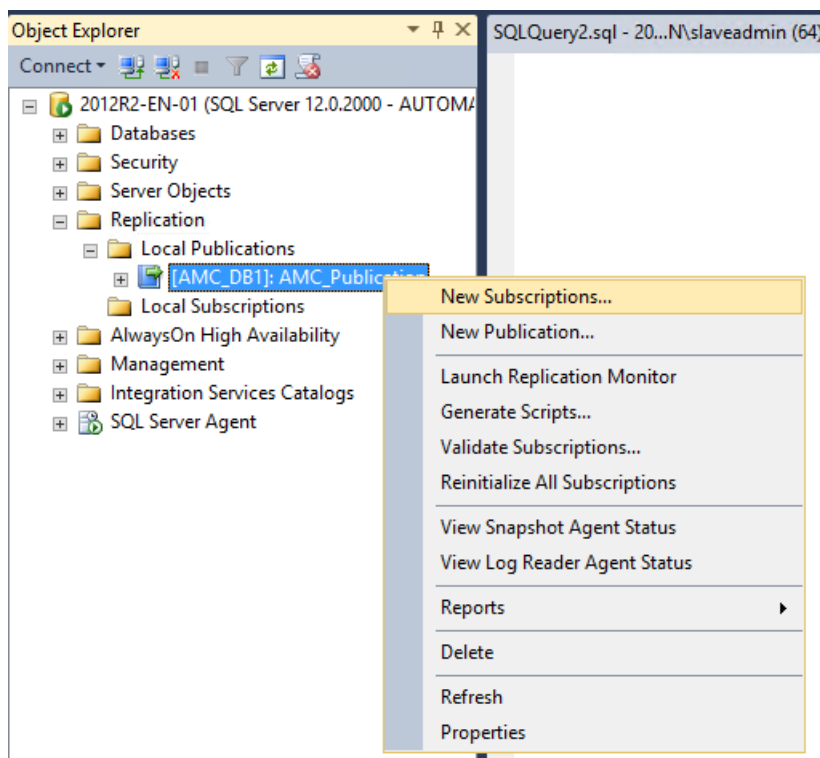 Object Explorer
SQLQuery2.sql - 20...N\slaveadmin (64)
Connect
2012R2-EN-01 (SQL Server 12.0.2000 - AUTOMA
Databases
Security
Server Objects
Replication
Local Publications
[AMC_DB1]: AMC_Publication
Local Subscriptions
AlwaysOn High Availability
Management
Integration Services Catalogs
SQL Server Agent
New Subscriptions...
New Publication...
Launch Replication Monitor
Generate Scripts...
Validate Subscriptions...
Reinitialize All Subscriptions
View Snapshot Agent Status
View Log Reader Agent Status
Reports
Delete
Refresh
Properties